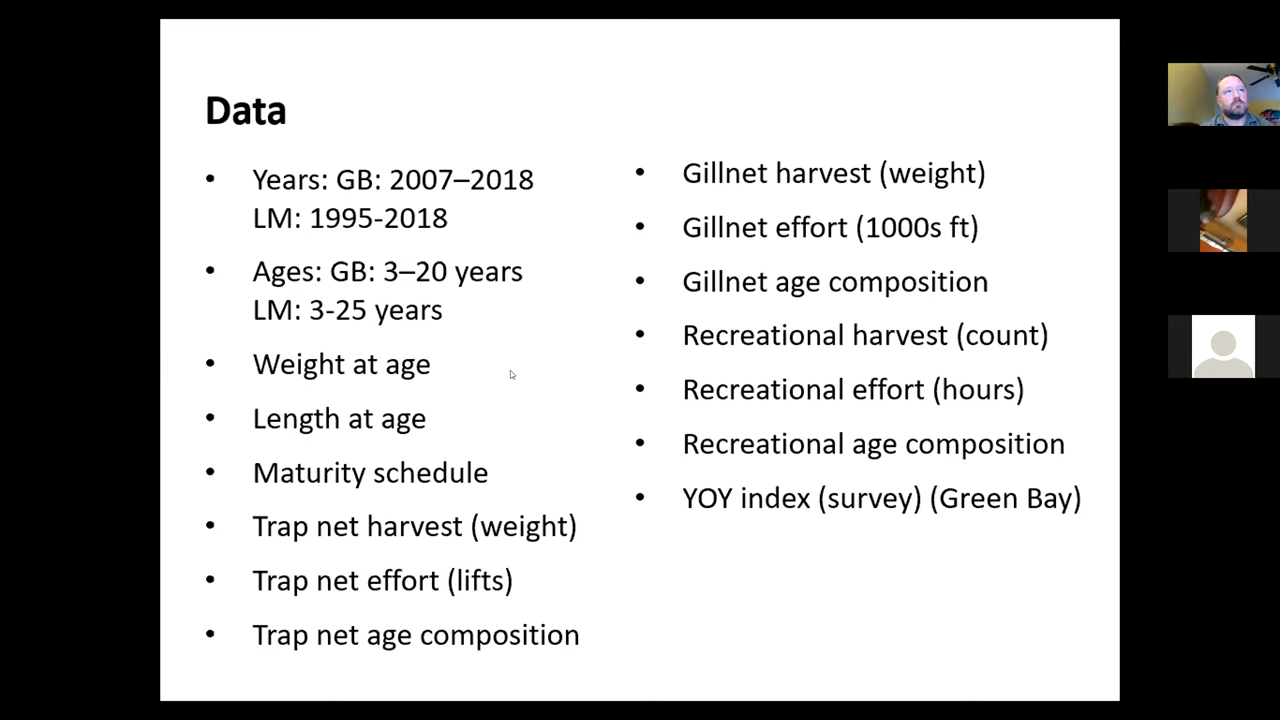 Data
• Years: GB: 2007–2018
LM: 1995-2018
• Ages: GB: 3–20 years
LM: 3-25 years
• Weight at age
• Length at age
• Maturity schedule
• Trap net harvest (weight)
• Trap net effort (lifts)
• Trap net age composition
• Gillnet harvest (weight)
• Gillnet effort (1000s ft)
• Gillnet age composition
• Recreational harvest (count)
• Recreational effort (hours)
• Recreational age composition
• YOY index (survey) (Green Bay)